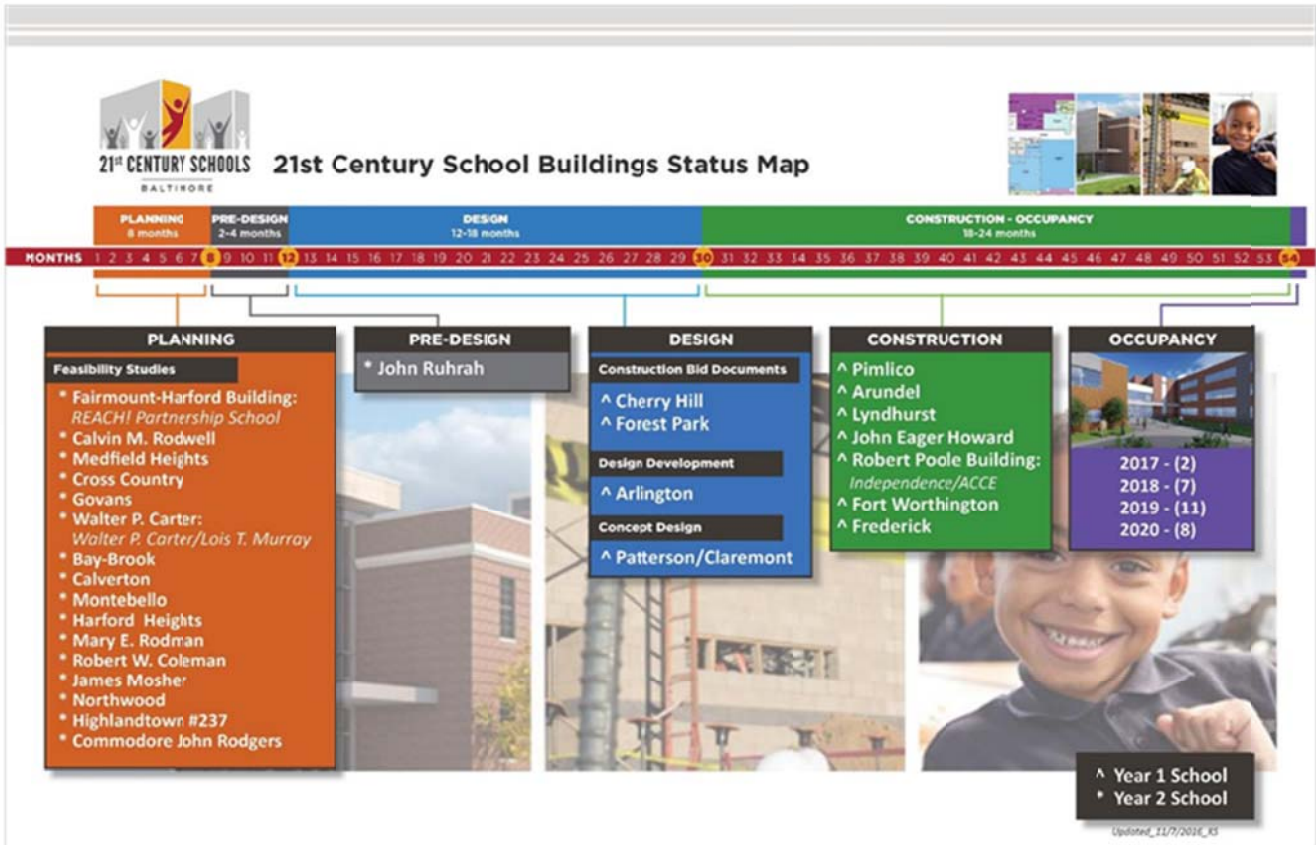 21st CENTURY SCHOOLS
BALTIMORE
21st Century School Buildings Status Map
PLANNING
8 months
PRE-DESIGN
2-4 months
DESIGN
12-18 months
CONSTRUCTION - OCCUPANCY
18-24 months
MONTHS 1 2 3 4 5 6 7 8 9 10 11 12 13 14 15 16 17 18 19 20 21 22 23 24 25 26 27 28 29 30 31 32 33 34 35 36 37 38 39 40 41 42 43 44 45 46 47 48 49 50 51 52 53 54
PLANNING
Feasibility Studies
* Fairmount-Harford Building:
REACH! Partnership School
* Calvin M. Rodwell
* Medfield Heights
* Cross Country
* Govans
* Walter P. Carter:
Walter P. Carter/Lois T. Murray
* Bay-Brook
* Calverton
* Montebello
* Harford Heights
* Mary E. Rodman
* Robert W. Coleman
* James Mosher
* Northwood
* Highlandtown #237
* Commodore John Rodgers
PRE-DESIGN
* John Ruhrah
DESIGN
Construction Bid Documents
^ Cherry Hill
^ Forest Park
Design Development
^ Arlington
Concept Design
^ Patterson/Claremont
CONSTRUCTION
^ Pimlico
^ Arundel
^ Lyndhurst
^ John Eager Howard
^ Robert Poole Building:
Independence/ACCE
^ Fort Worthington
^ Frederick
OCCUPANCY
2017 - (2)
2018 - (7)
2019 - (11)
2020 - (8)
^ Year 1 School
* Year 2 School
Updated_11/7/2016_KS